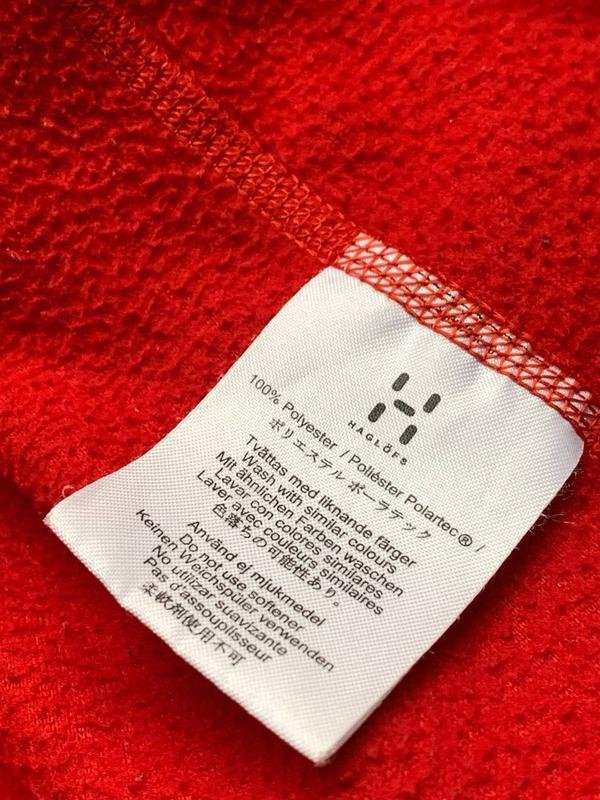 HAGLÖFS
100% Polyester / Poliéster Polartec® /
ポリエステル ポーラテック
Tvättas med liknande färger
Wash with similar colours
Mit ähnlichen Farben waschen
Lavar con colores similares
Laver avec couleurs similaires
色落ちの可能性あり。
Använd ej mjukmedel
Do not use softener
Keinen Weichspüler verwenden
No utilizar suavizante
Pas d'assouplisseur
柔軟剤使用不可